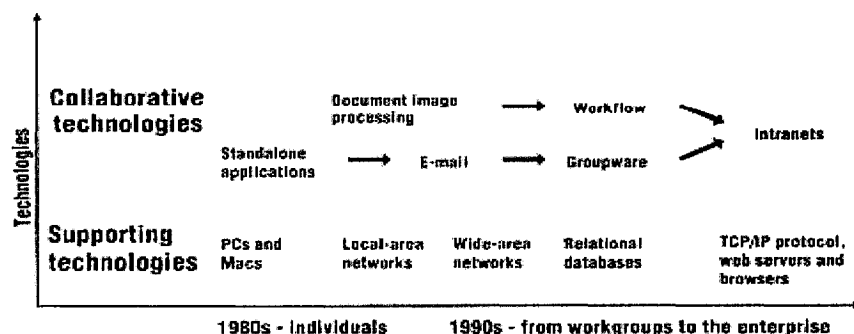 Technologies
Collaborative
technologies
Document image
processing
Workflow
Intranets
Standalone
applications
E-mail
Groupware
Supporting
technologies
PCs and
Macs
Local-area
networks
Wide-area
networks
Relational
databases
TCP/IP protocol,
web servers and
browsers
1980s - individuals
1990s - from workgroups to the enterprise